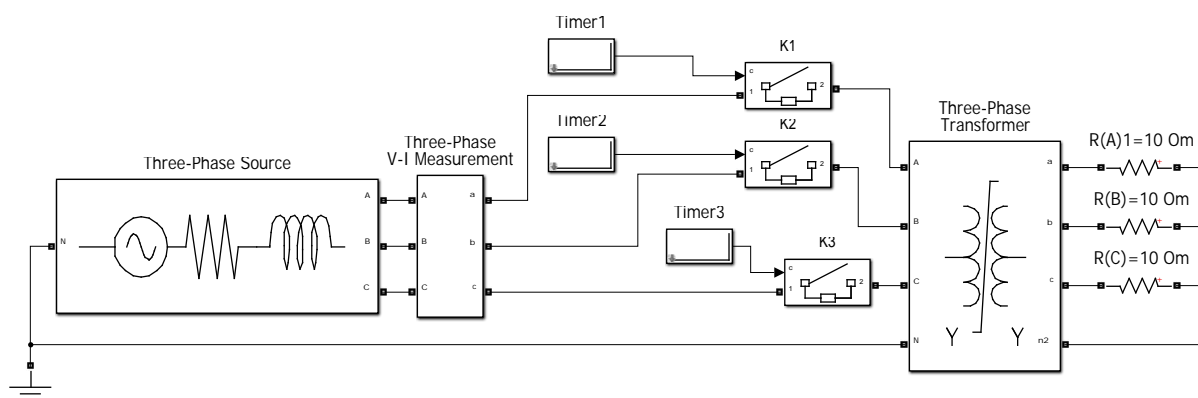 Timer1
K1
c
1
2
Timer2
K2
c
1
2
Three-Phase
V-I Measurement
Three-Phase
Transformer
R(A)1=10 Om
Three-Phase Source
N
A
B
C
A
B
C
a
b
c
Timer3
K3
c
1
2
A
B
C
N
a
b
c
n2
Y
Y
R(B)=10 Om
R(C)=10 Om
+
+
+